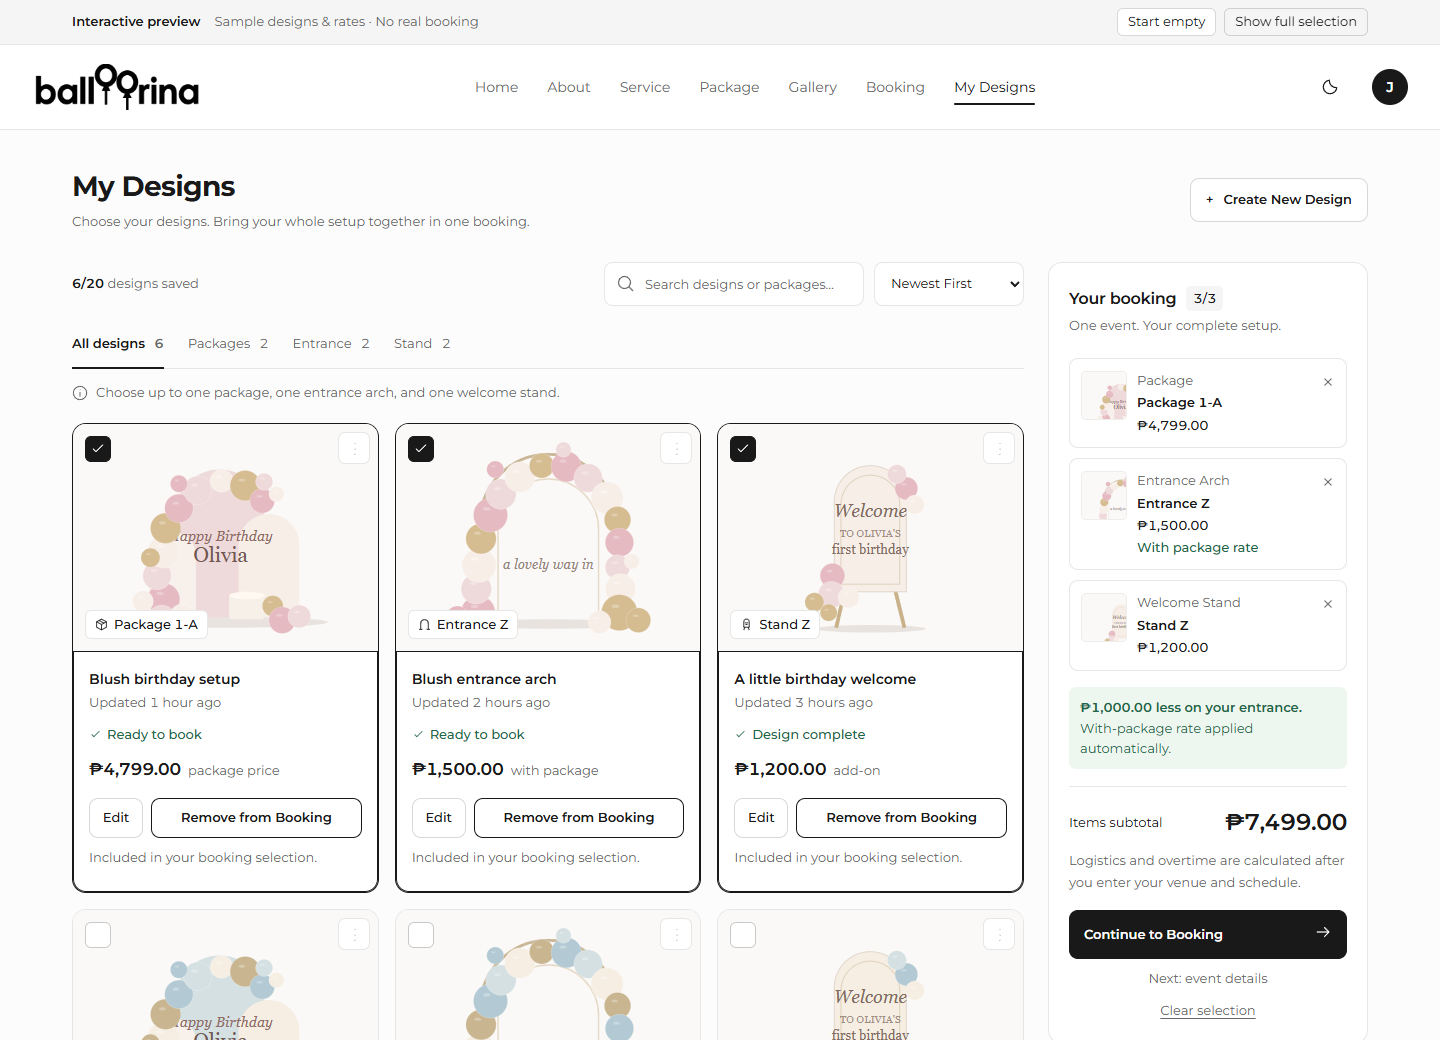 Interactive preview Sample designs & rates · No real booking Start empty Show full selection
balloorina Home About Service Package Gallery Booking My Designs J
My Designs
Choose your designs. Bring your whole setup together in one booking.
+ Create New Design
6/20 designs saved Search designs or packages... Newest First
All designs 6 Packages 2 Entrance 2 Stand 2
Choose up to one package, one entrance arch, and one welcome stand.
appy Birthday
Olivia
Package 1-A
Blush birthday setup
Updated 1 hour ago
Ready to book
₱4,799.00 package price
Edit Remove from Booking
Included in your booking selection.
a lovely way in
Entrance Z
Blush entrance arch
Updated 2 hours ago
Ready to book
₱1,500.00 with package
Edit Remove from Booking
Included in your booking selection.
Welcome
TO OLIVIA'S
first birthday
Stand Z
A little birthday welcome
Updated 3 hours ago
Design complete
₱1,200.00 add-on
Edit Remove from Booking
Included in your booking selection.
appy Birthday
Olivia
Welcome
TO OLIVIA'S
first birthday
Your booking 3/3
One event. Your complete setup.
Package
Package 1-A
₱4,799.00
Entrance Arch
Entrance Z
₱1,500.00
With package rate
Welcome Stand
Stand Z
₱1,200.00
₱1,000.00 less on your entrance.
With-package rate applied
automatically.
Items subtotal ₱7,499.00
Logistics and overtime are calculated after
you enter your venue and schedule.
Continue to Booking
Next: event details
Clear selection